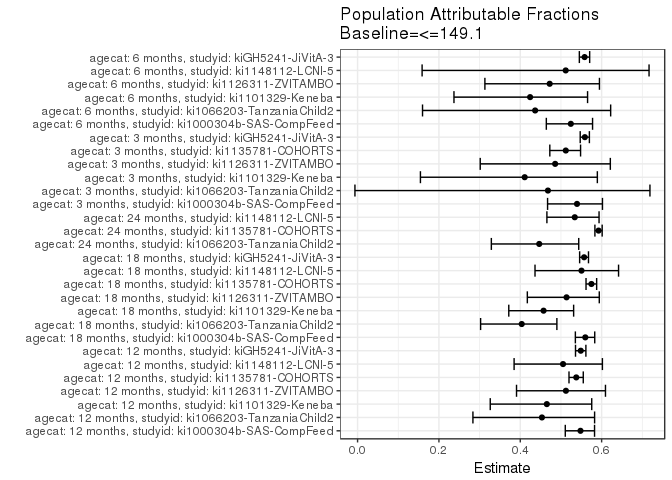 Population Attributable Fractions
Baseline=<=149.1
agecat: 6 months, studyid: kiGH5241-JiVitA-3
agecat: 6 months, studyid: ki1148112-LCNI-5
agecat: 6 months, studyid: ki1126311-ZVITAMBO
agecat: 6 months, studyid: ki1101329-Keneba
agecat: 6 months, studyid: ki1066203-TanzaniaChild2
agecat: 6 months, studyid: ki1000304b-SAS-CompFeed
agecat: 3 months, studyid: kiGH5241-JiVitA-3
agecat: 3 months, studyid: ki1135781-COHORTS
agecat: 3 months, studyid: ki1126311-ZVITAMBO
agecat: 3 months, studyid: ki1101329-Keneba
agecat: 3 months, studyid: ki1066203-TanzaniaChild2
agecat: 3 months, studyid: ki1000304b-SAS-CompFeed
agecat: 24 months, studyid: ki1148112-LCNI-5
agecat: 24 months, studyid: ki1135781-COHORTS
agecat: 24 months, studyid: ki1066203-TanzaniaChild2
agecat: 18 months, studyid: kiGH5241-JiVitA-3
agecat: 18 months, studyid: ki1148112-LCNI-5
agecat: 18 months, studyid: ki1135781-COHORTS
agecat: 18 months, studyid: ki1126311-ZVITAMBO
agecat: 18 months, studyid: ki1101329-Keneba
agecat: 18 months, studyid: ki1066203-TanzaniaChild2
agecat: 18 months, studyid: ki1000304b-SAS-CompFeed
agecat: 12 months, studyid: kiGH5241-JiVitA-3
agecat: 12 months, studyid: ki1148112-LCNI-5
agecat: 12 months, studyid: ki1135781-COHORTS
agecat: 12 months, studyid: ki1126311-ZVITAMBO
agecat: 12 months, studyid: ki1101329-Keneba
agecat: 12 months, studyid: ki1066203-TanzaniaChild2
agecat: 12 months, studyid: ki1000304b-SAS-CompFeed
0.0 0.2 0.4 0.6
Estimate